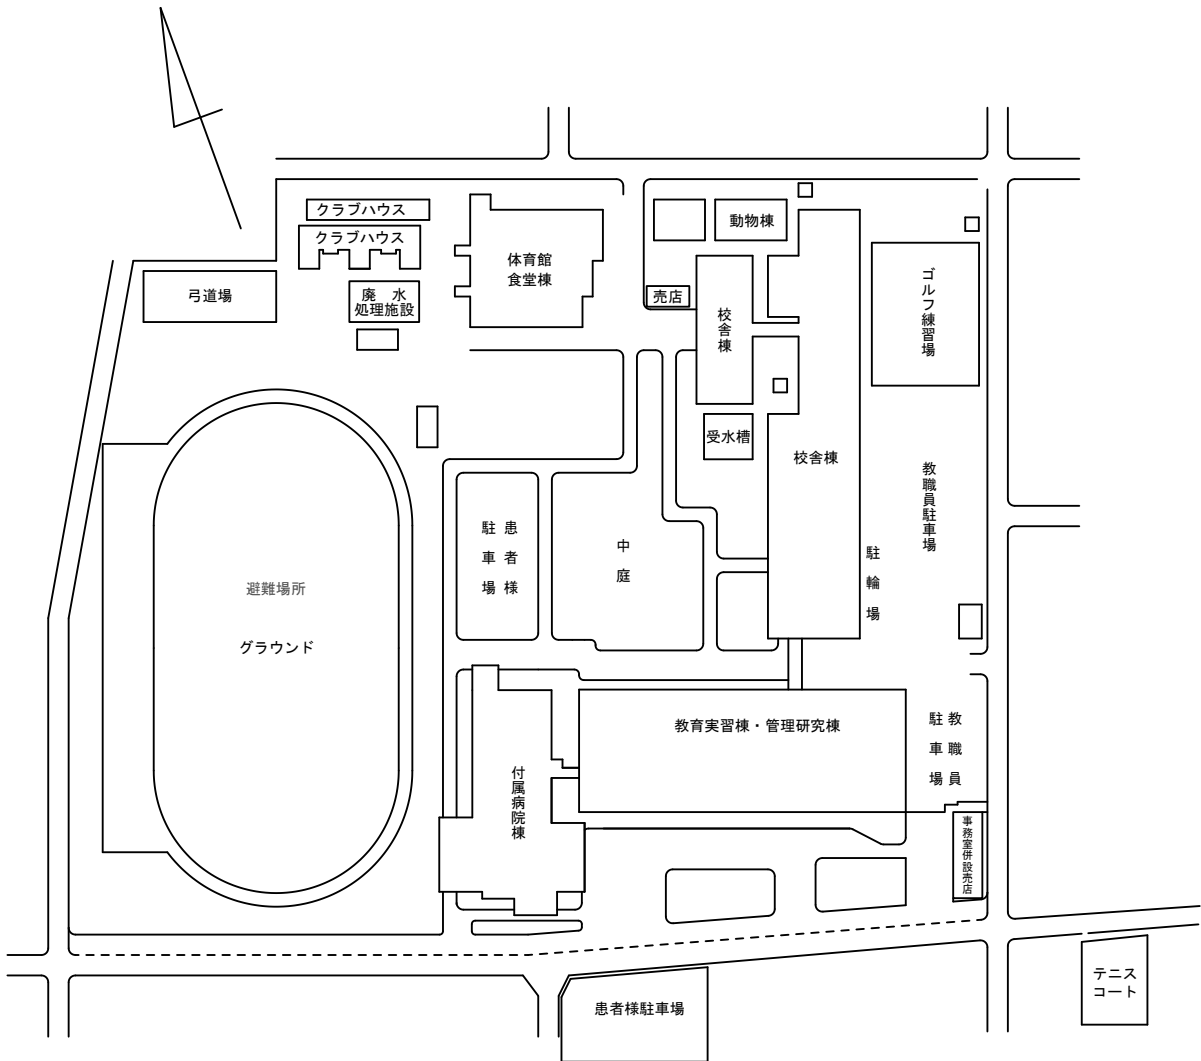 クラブハウス
クラブハウス
弓道場
廃　水
処理施設
体育館
食堂棟
動物棟
売店
校舎棟
ゴルフ練習場
受水槽
校舎棟
教職員駐車場
患者様
駐車場
中庭
駐輪場
避難場所
グラウンド
教育実習棟・管理研究棟
教職員
駐車場
付属病院棟
事務室併設売店
患者様駐車場
テニス
コート